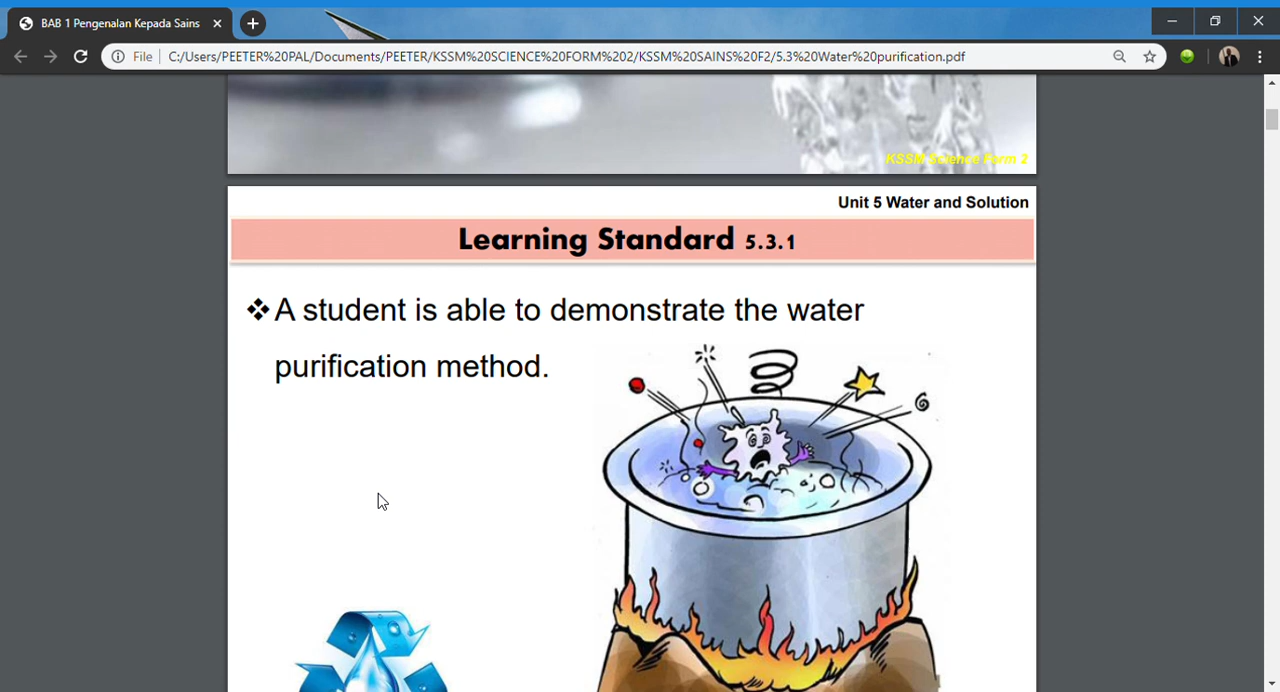 BAB 1 Pengenalan Kepada Sains
File C:/Users/PEETER%20PAL/Documents/PEETER/KSSM%20SCIENCE%20FORM%202/KSSM%20SAINS%20F2/5.3%20Water%20purification.pdf
KSSM Science Form 2
Unit 5 Water and Solution
Learning Standard 5.3.1
❖ A student is able to demonstrate the water
purification method.